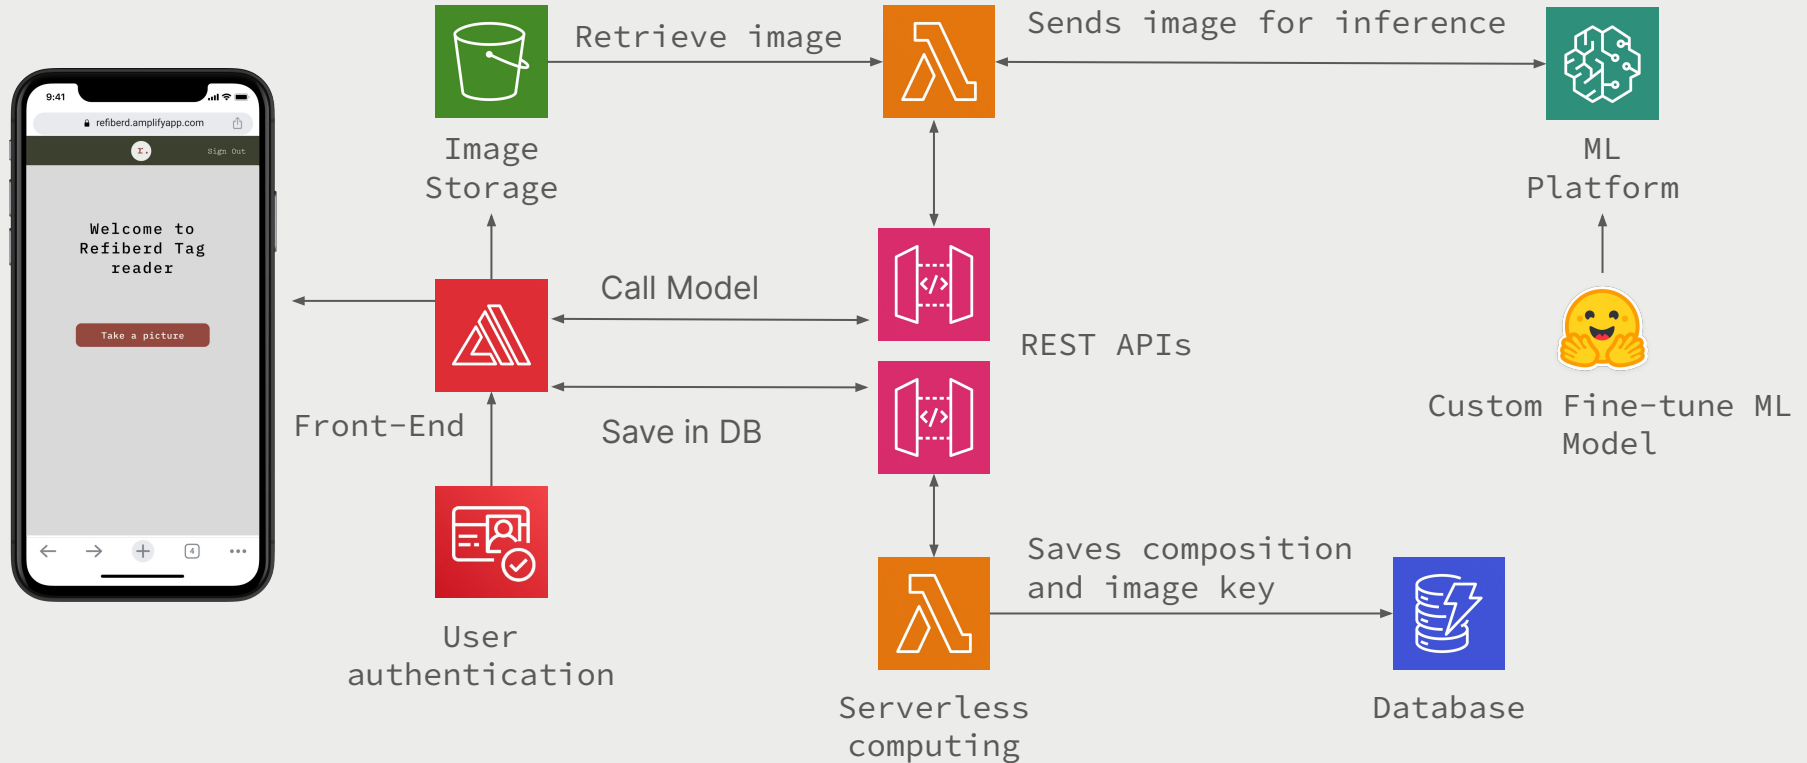 9:41
refiberd.amplifyapp.com
r.
Sign Out
Welcome to
Refiberd Tag
reader
Take a picture
4
Image
Storage
Retrieve image
Sends image for inference
ML
Platform
Call Model
</>
REST APIs
</>
Save in DB
Front-End
Custom Fine-tune ML
Model
User
authentication
Saves composition
and image key
Serverless
computing
Database